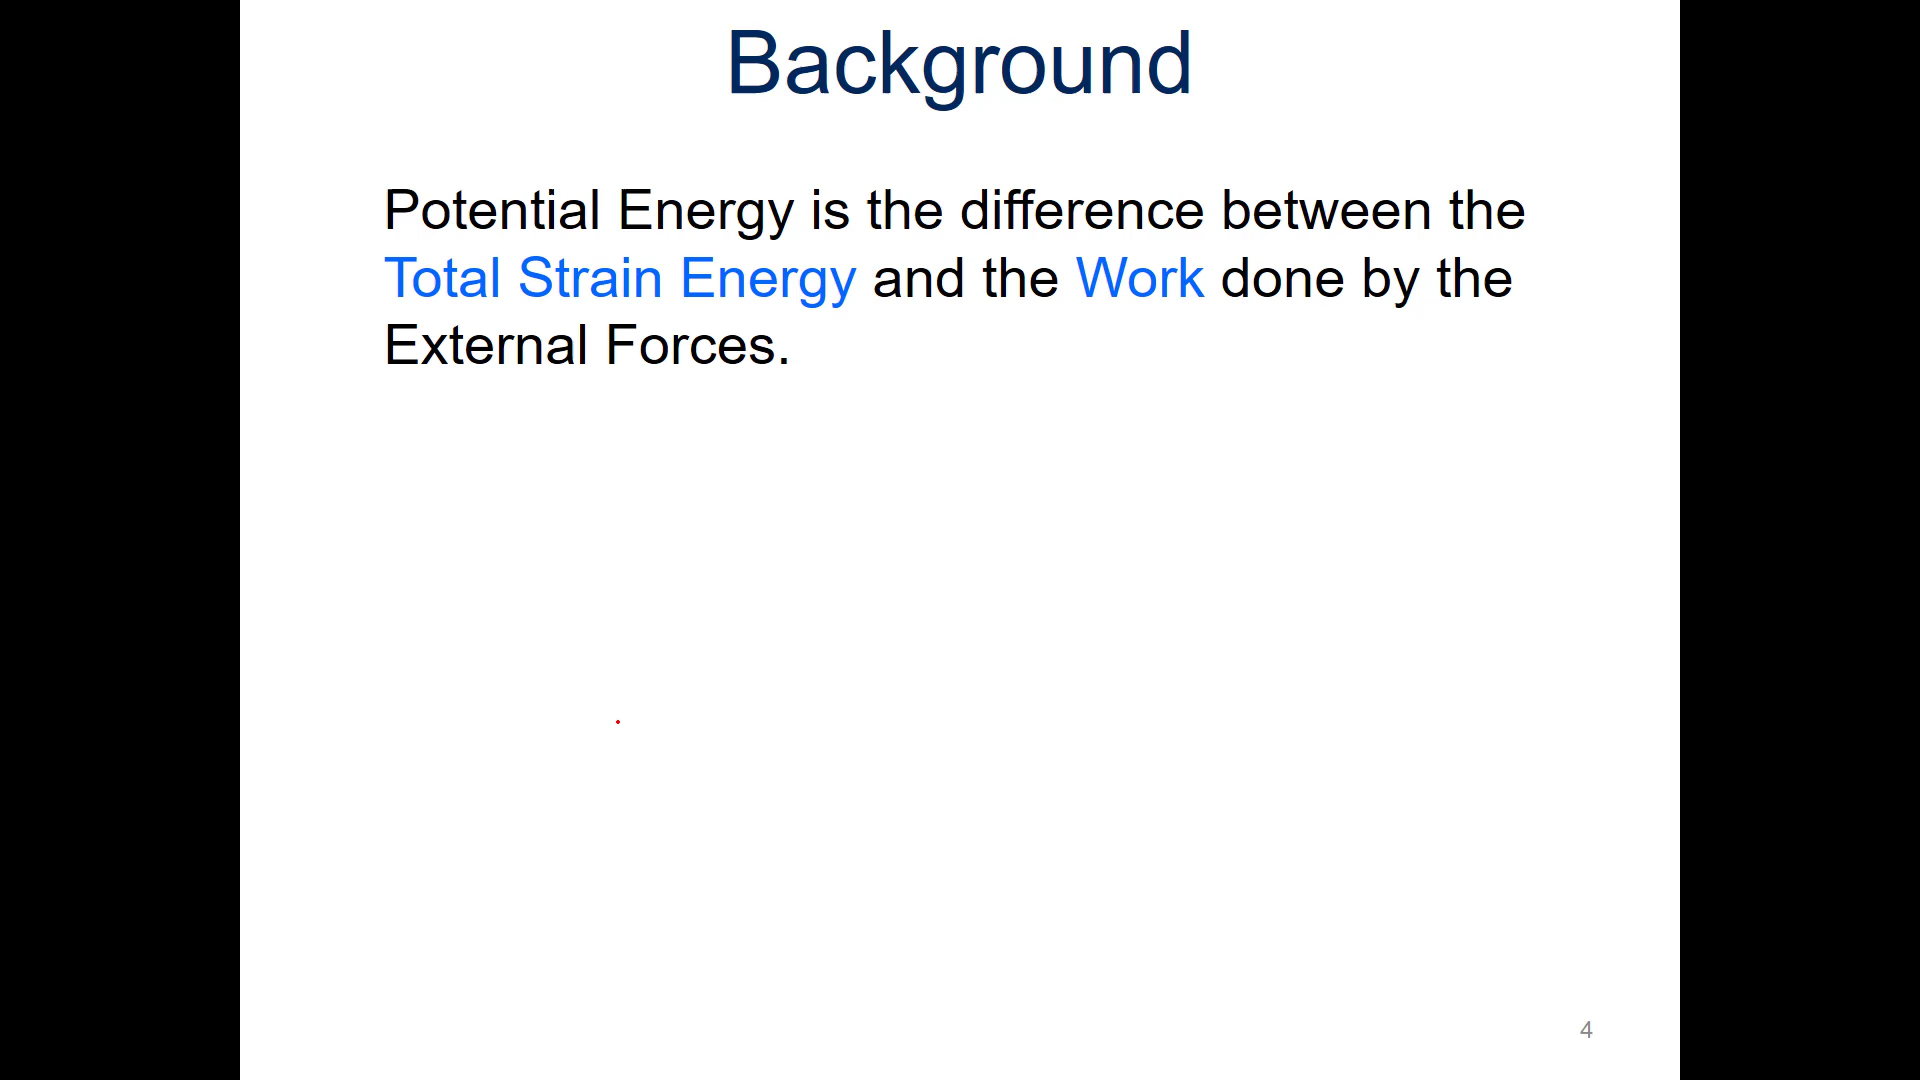 Background
Potential Energy is the difference between the
Total Strain Energy and the Work done by the
External Forces.
4